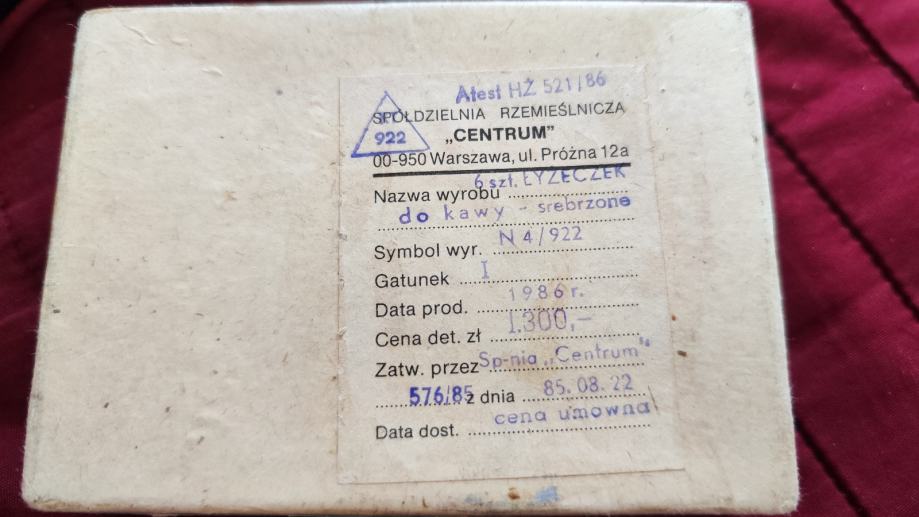 Atest HŻ 521/86
SPÓŁDZIELNIA RZEMIEŚLNICZA
922
„CENTRUM”
00-950 Warszawa, ul. Próżna 12a
Nazwa wyrobu 6 szt. ŁYŻECZEK
do kawy - srebrzone
Symbol wyr. N 4/922
Gatunek I
Data prod. 1986 r.
Cena det. zł 1.300,-
Zatw. przez Sp-nia „Centrum"
576/85 z dnia 85.08.22
cena umowna
Data dost.